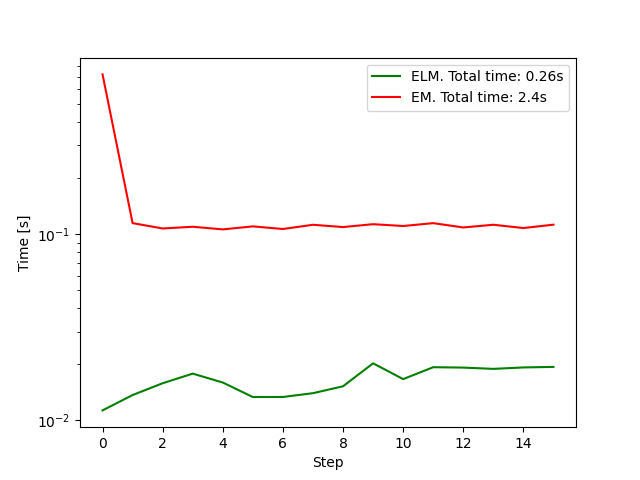 ELM. Total time: 0.26s
EM. Total time: 2.4s
Time [s]
10⁻¹
10⁻²
0 2 4 6 8 10 12 14
Step